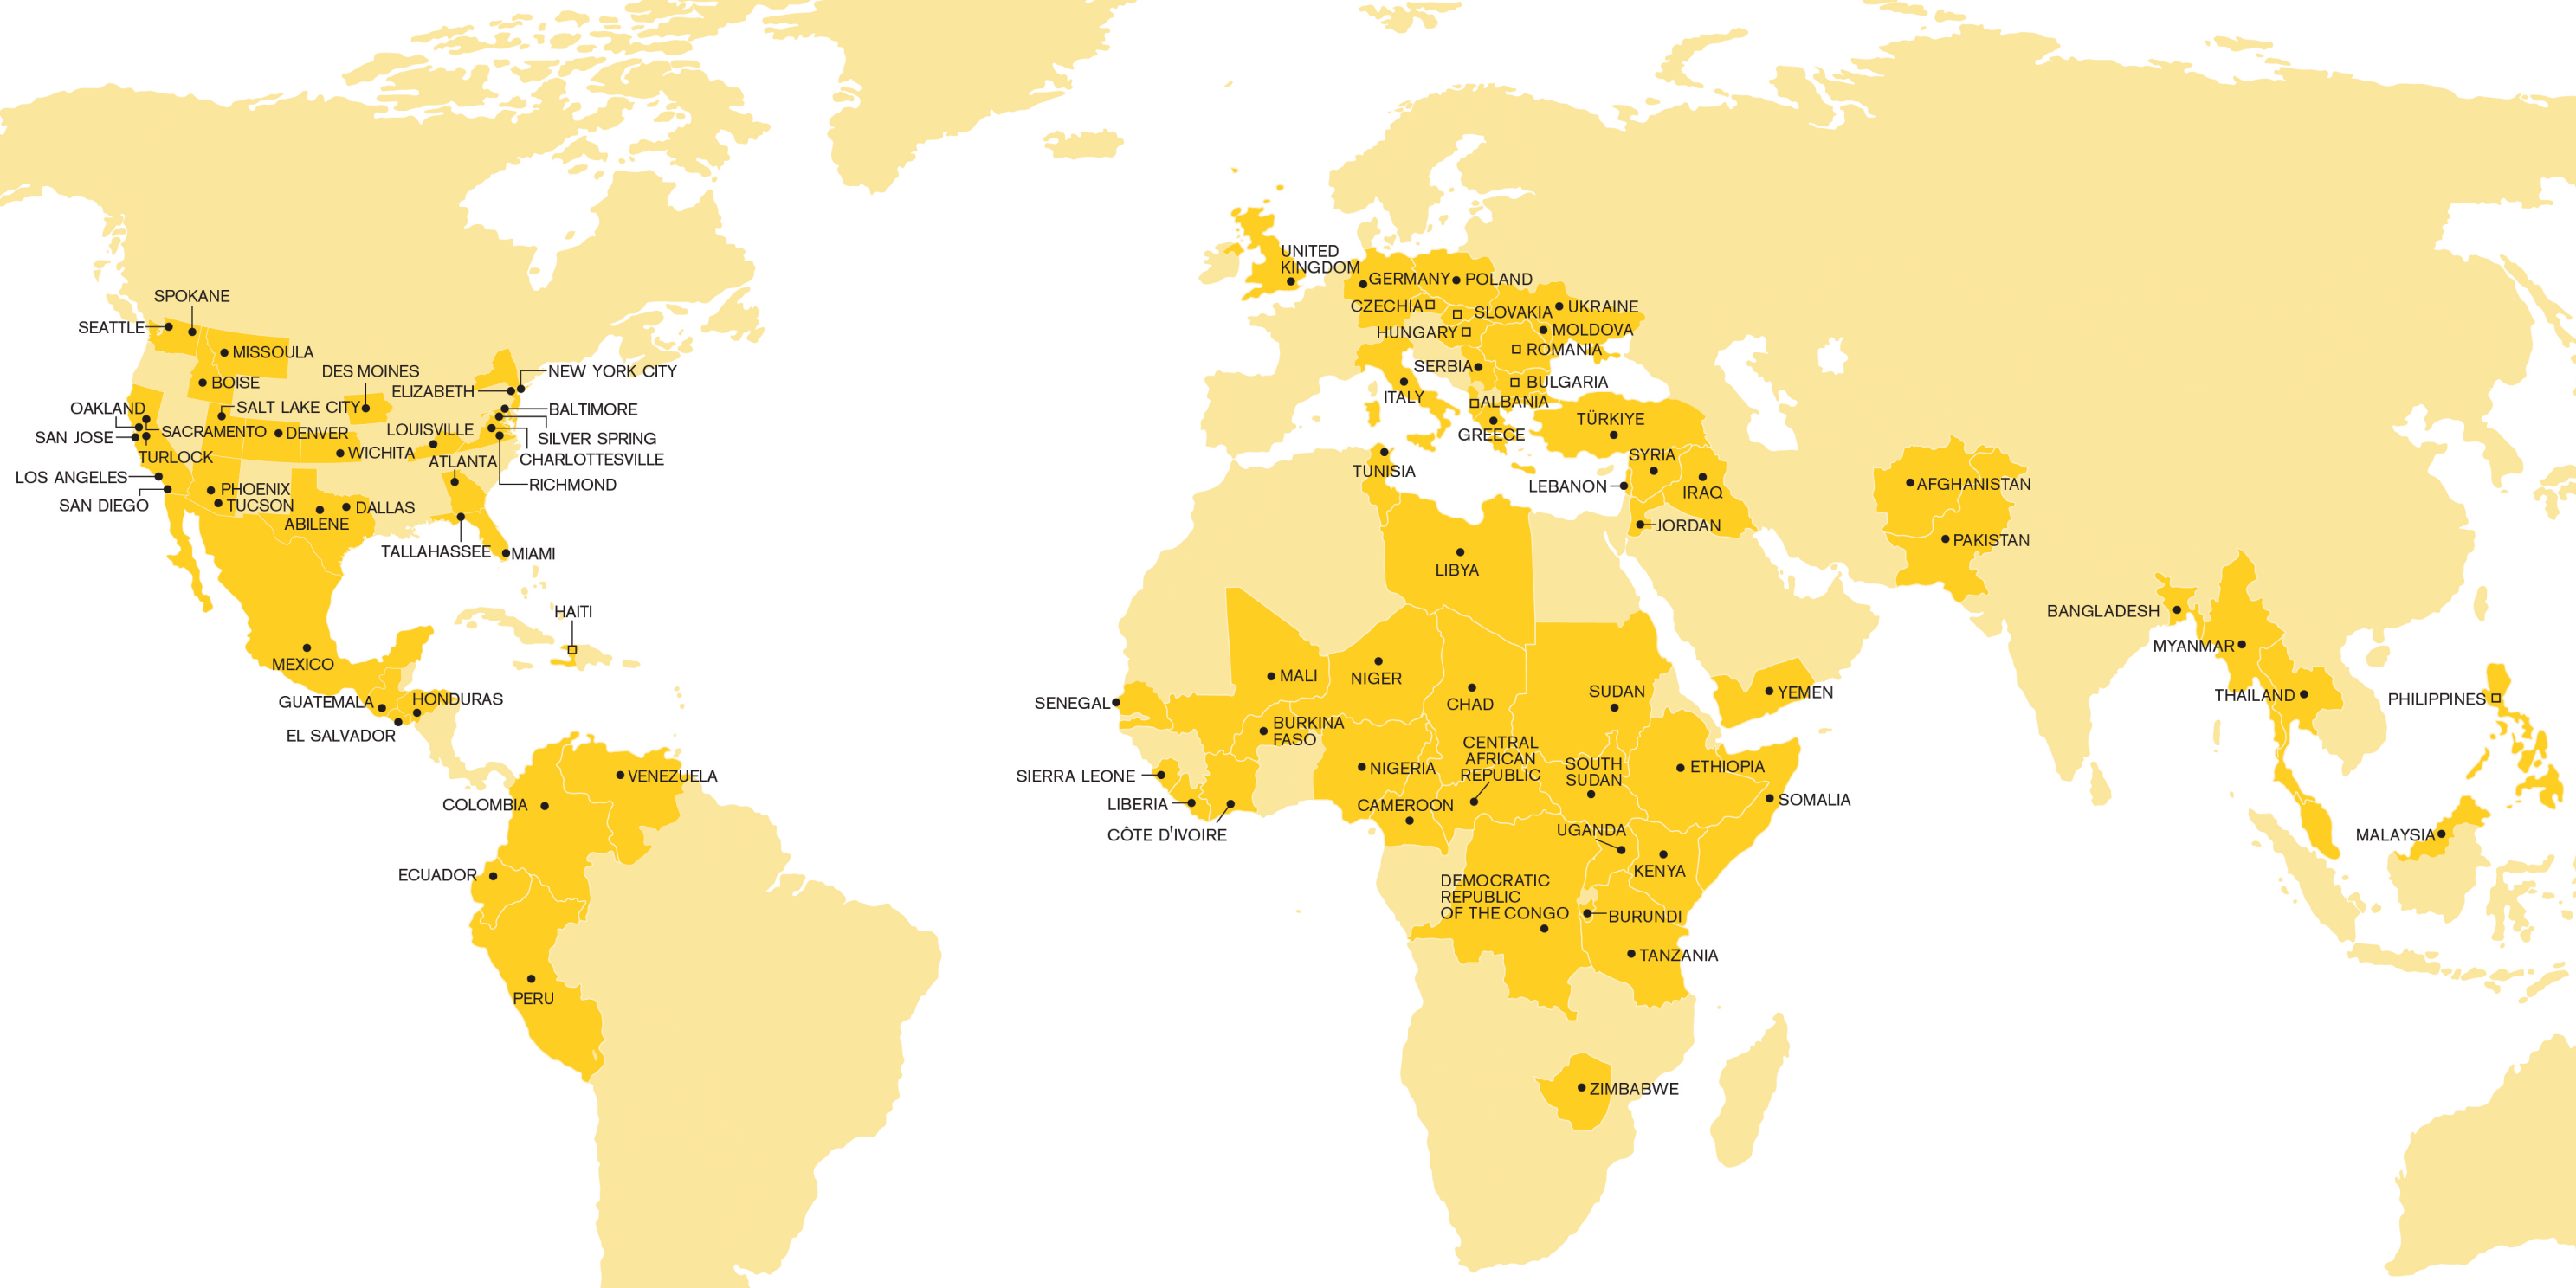 SPOKANE
SEATTLE
MISSOULA
DES MOINES
NEW YORK CITY
BOISE
ELIZABETH
OAKLAND
SALT LAKE CITY
BALTIMORE
SAN JOSE
SACRAMENTO
DENVER
LOUISVILLE
SILVER SPRING
TURLOCK
WICHITA
ATLANTA
CHARLOTTESVILLE
LOS ANGELES
PHOENIX
RICHMOND
SAN DIEGO
TUCSON
DALLAS
ABILENE
TALLAHASSEE
MIAMI
HAITI
MEXICO
GUATEMALA
HONDURAS
EL SALVADOR
VENEZUELA
COLOMBIA
ECUADOR
PERU
UNITED
KINGDOM
GERMANY
POLAND
CZECHIA
SLOVAKIA
UKRAINE
HUNGARY
MOLDOVA
ROMANIA
SERBIA
BULGARIA
ITALY
ALBANIA
GREECE
TÜRKIYE
TUNISIA
SYRIA
LEBANON
IRAQ
JORDAN
AFGHANISTAN
PAKISTAN
LIBYA
BANGLADESH
MYANMAR
THAILAND
PHILIPPINES
MALAYSIA
MALI
NIGER
SENEGAL
CHAD
SUDAN
YEMEN
BURKINA
FASO
CENTRAL
AFRICAN
REPUBLIC
SIERRA LEONE
NIGERIA
SOUTH
SUDAN
ETHIOPIA
LIBERIA
CAMEROON
SOMALIA
CÔTE D'IVOIRE
UGANDA
KENYA
DEMOCRATIC
REPUBLIC
OF THE CONGO
BURUNDI
TANZANIA
ZIMBABWE